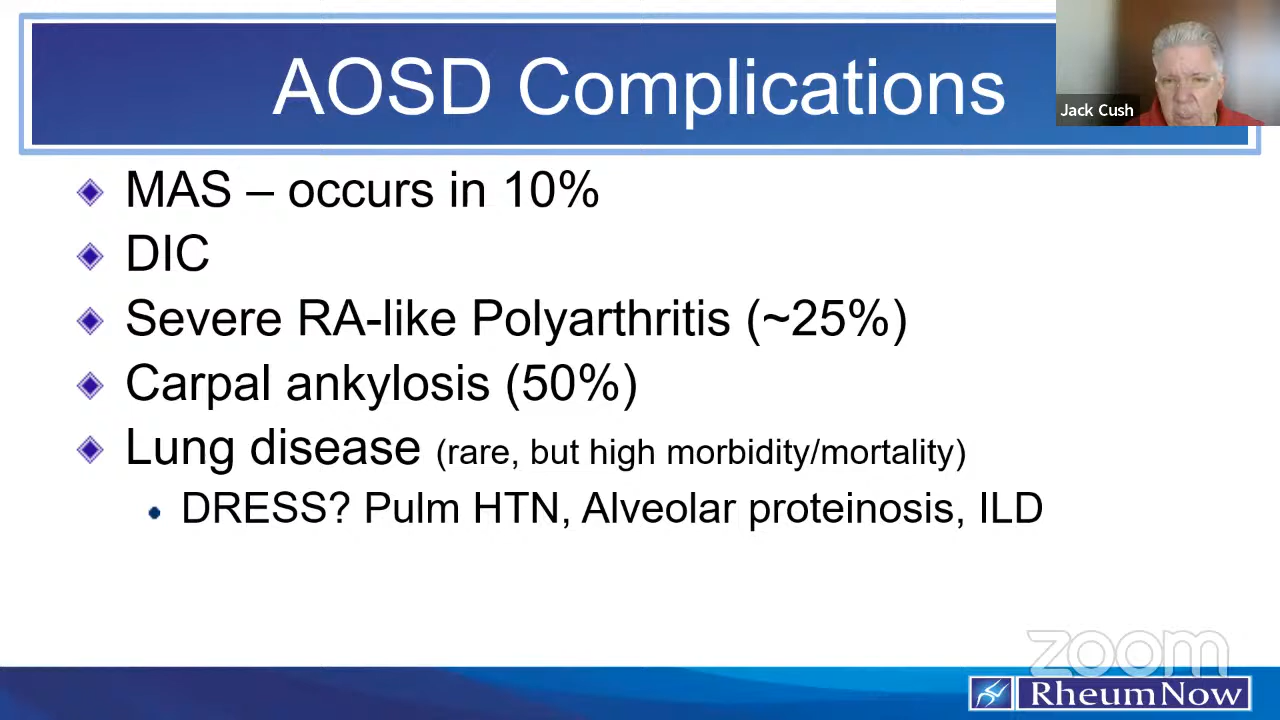 AOSD Complications
Jack Cush
MAS – occurs in 10%
DIC
Severe RA-like Polyarthritis (~25%)
Carpal ankylosis (50%)
Lung disease (rare, but high morbidity/mortality)
DRESS? Pulm HTN, Alveolar proteinosis, ILD
zoom
RheumNow